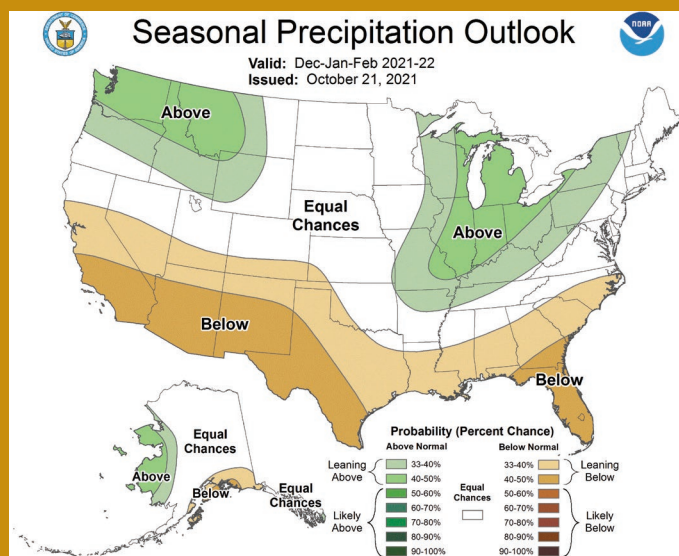 Seasonal Precipitation Outlook
NOAA
Valid: Dec-Jan-Feb 2021-22
Issued: October 21, 2021
Above
Equal
Chances
Above
Below
Below
Equal
Chances
Above
Below
Equal
Chances
Probability (Percent Chance)
Above Normal
Below Normal
Leaning
Above
33-40%
40-50%
Likely
Above
50-60%
60-70%
70-80%
80-90%
90-100%
Equal
Chances
33-40%
40-50%
Leaning
Below
50-60%
60-70%
70-80%
80-90%
90-100%
Likely
Below